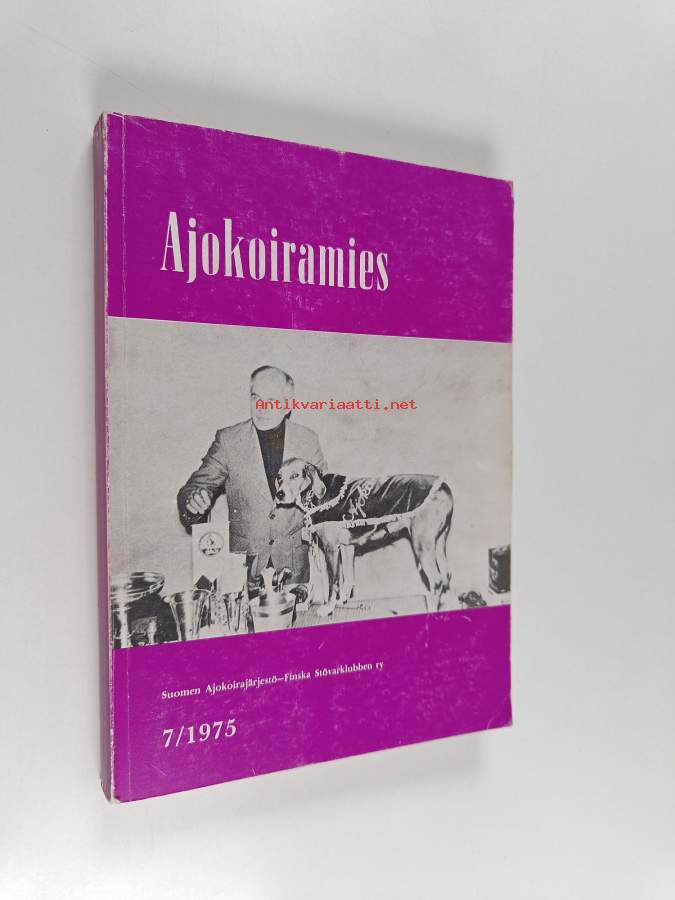 Ajokoiramies
Antikvariaatti.net
Suomen Ajokoirajärjestö—Finska Stövarklubben ry
7/1975